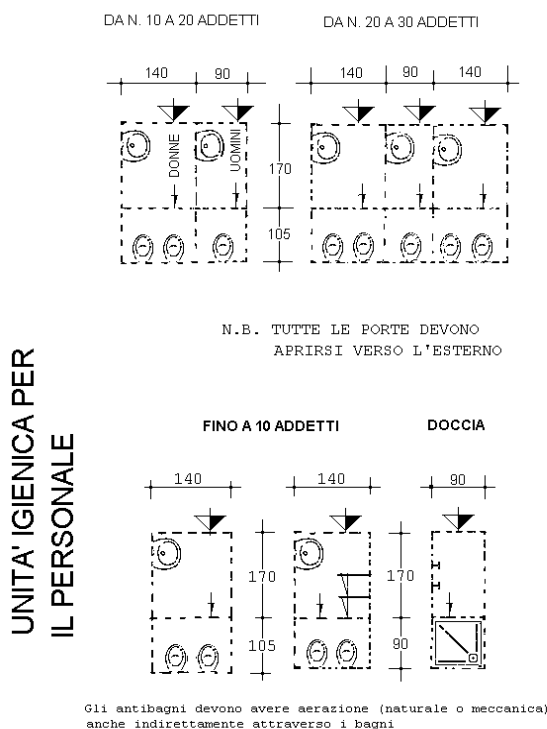 DA N. 10 A 20 ADDETTI
DA N. 20 A 30 ADDETTI
140
90
140
90
140
DONNE
UOMINI
170
105
N.B. TUTTE LE PORTE DEVONO
APRIRSI VERSO L'ESTERNO
UNITA' IGIENICA PER
IL PERSONALE
FINO A 10 ADDETTI
DOCCIA
140
140
90
170
170
105
90
Gli antibagni devono avere aerazione (naturale o meccanica)
anche indirettamente attraverso i bagni